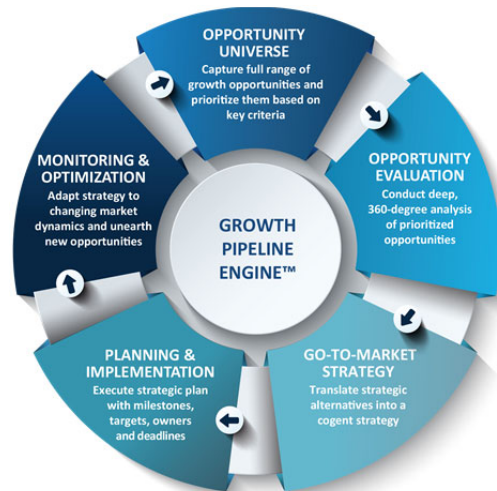 OPPORTUNITY
UNIVERSE
Capture full range of
growth opportunities and
prioritize them based on
key criteria
OPPORTUNITY
EVALUATION
Conduct deep,
360-degree analysis
of prioritized
opportunities
GO-TO-MARKET
STRATEGY
Translate strategic
alternatives into a
cogent strategy
PLANNING &
IMPLEMENTATION
Execute strategic plan
with milestones,
targets, owners
and deadlines
MONITORING &
OPTIMIZATION
Adapt strategy to
changing market
dynamics and unearth
new opportunities
GROWTH
PIPELINE
ENGINE™